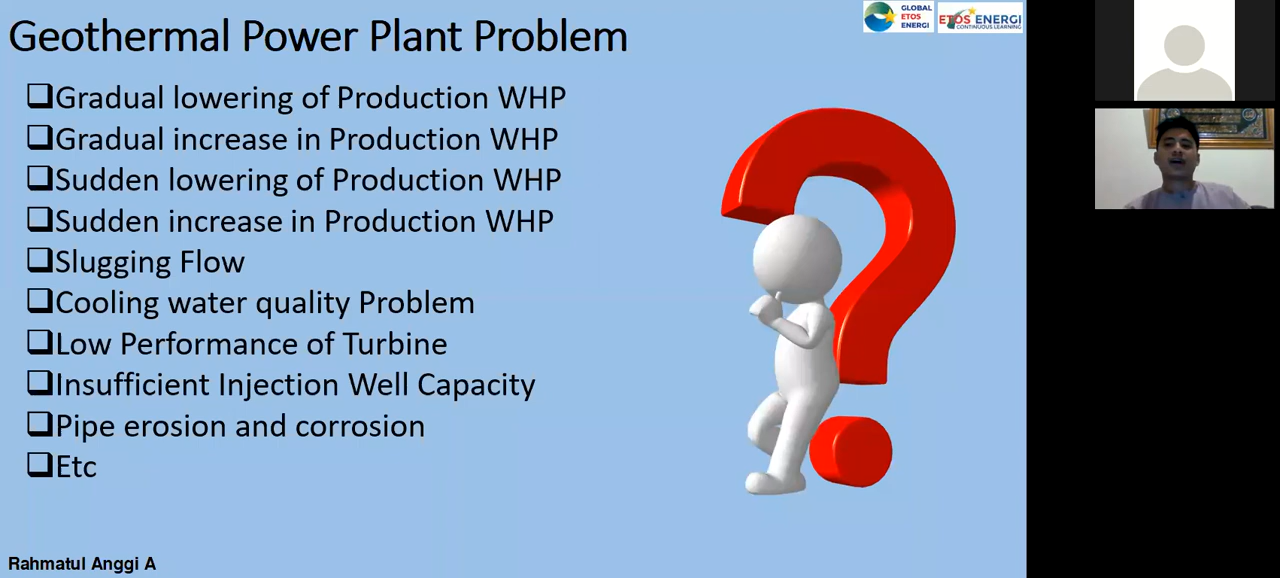 Geothermal Power Plant Problem
GLOBAL
ETOS
ENERGI
ETOS ENERGI
CONTINUOUS LEARNING
Gradual lowering of Production WHP
Gradual increase in Production WHP
Sudden lowering of Production WHP
Sudden increase in Production WHP
Slugging Flow
Cooling water quality Problem
Low Performance of Turbine
Insufficient Injection Well Capacity
Pipe erosion and corrosion
Etc
Rahmatul Anggi A